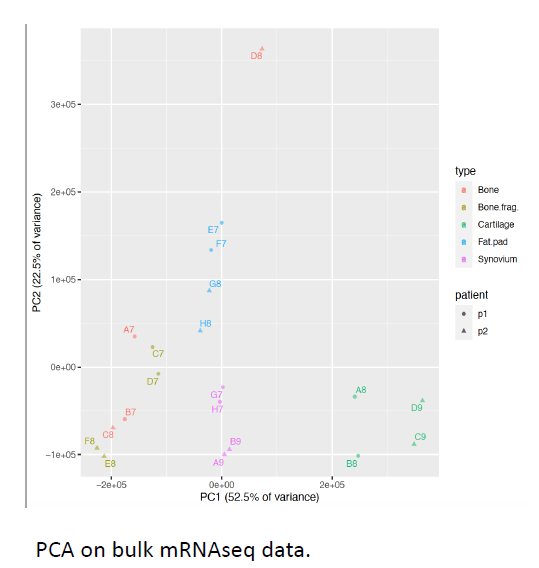 D8
3e+05
type
Bone
Bone.frag.
2e+05
Cartilage
E7
Fat.pad
F7
Synovium
PC2 (22.5% of variance)
1e+05
G8
patient
p1
H8
p2
A7
C7
0e+00
D7
G7
A8
H7
D9
B7
C8
C9
F8
B9
E8
A9
B8
−1e+05
−2e+05 0e+00 2e+05
PC1 (52.5% of variance)
PCA on bulk mRNAseq data.